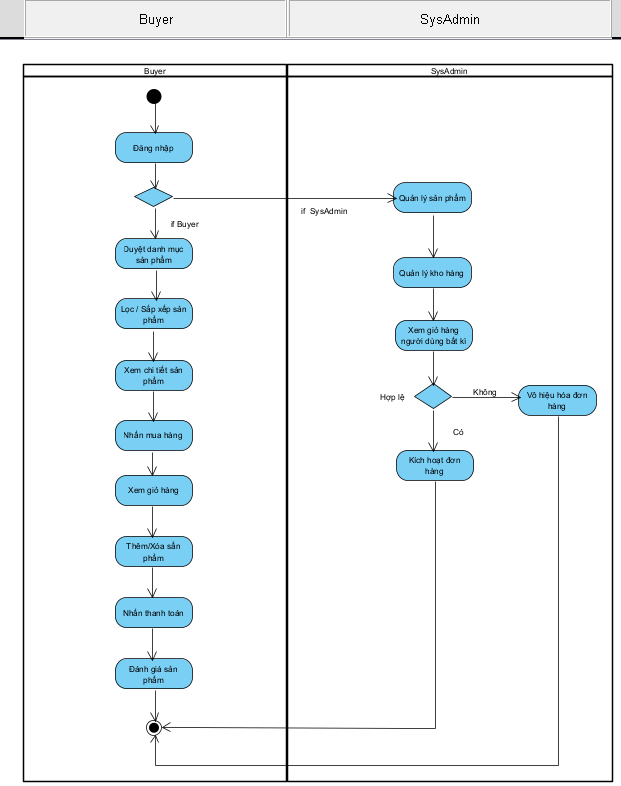 Buyer
SysAdmin
Buyer
SysAdmin
Đăng nhập
if Buyer
if SysAdmin
Duyệt danh mục
sản phẩm
Lọc / Sắp xếp sản
phẩm
Xem chi tiết sản
phẩm
Nhấn mua hàng
Xem giỏ hàng
Thêm/Xóa sản
phẩm
Nhấn thanh toán
Đánh giá sản
phẩm
Quản lý sản phẩm
Quản lý kho hàng
Xem giỏ hàng
người dùng bất kì
Hợp lệ
Không
Vô hiệu hóa đơn
hàng
Có
Kích hoạt đơn
hàng